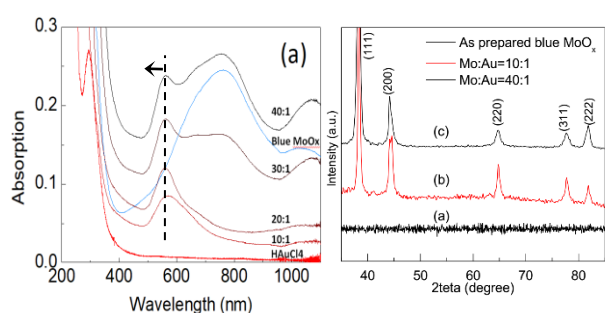 0.3
0.2
0.1
0.0
Absorption
200 400 600 800 1000
Wavelength (nm)
(a)
40:1
Blue MoOx
30:1
20:1
10:1
HAuCl4
As prepared blue MoOₓ
Mo:Au=10:1
Mo:Au=40:1
(111)
(200)
(220)
(311)
(222)
(c)
(b)
(a)
Intensity (a.u.)
40 50 60 70 80
2teta (degree)